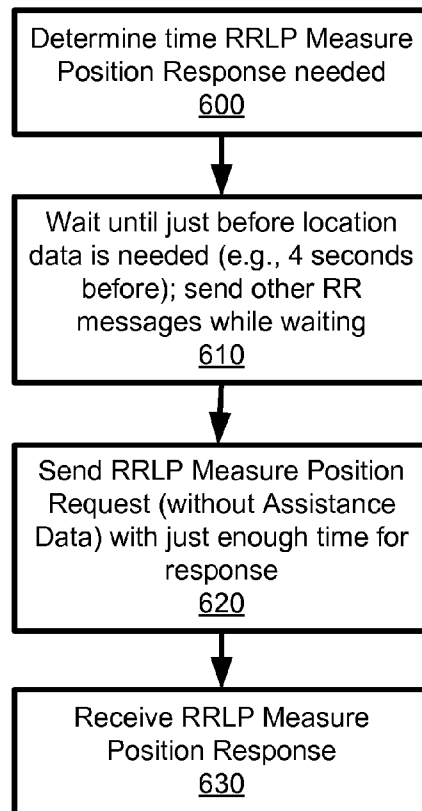 Determine time RRLP Measure
Position Response needed
600
Wait until just before location
data is needed (e.g., 4 seconds
before); send other RR
messages while waiting
610
Send RRLP Measure Position
Request (without Assistance
Data) with just enough time for
response
620
Receive RRLP Measure
Position Response
630